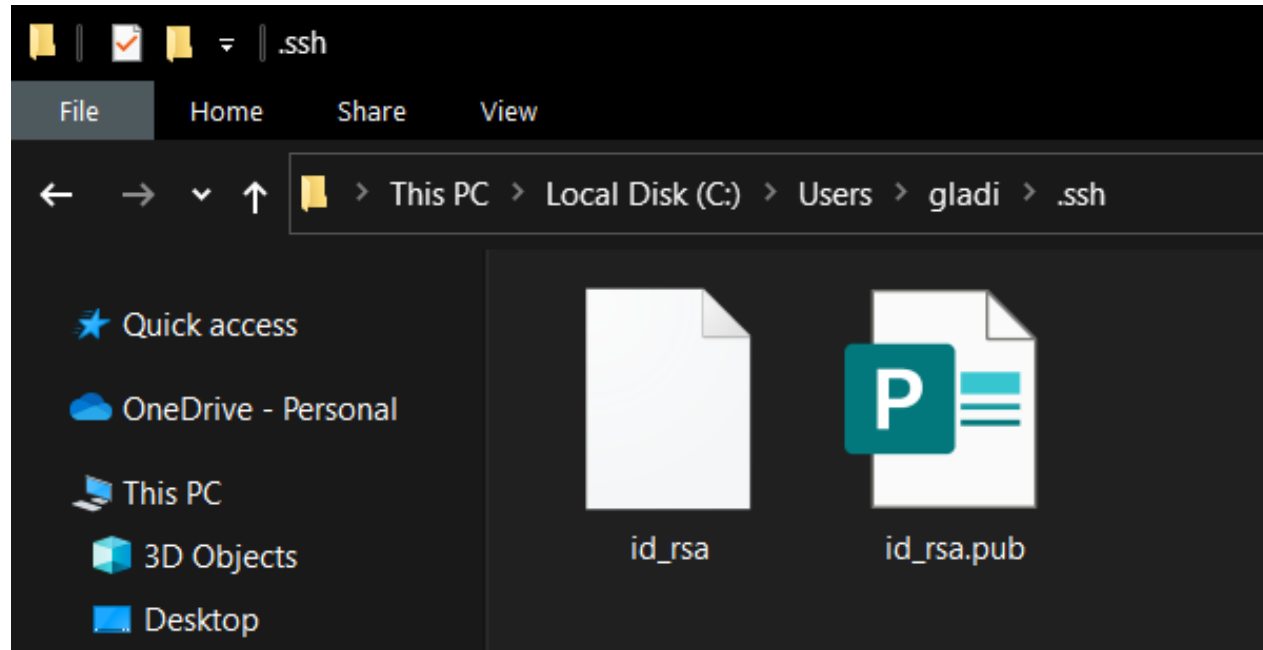 .ssh
File Home Share View
This PC > Local Disk (C:) > Users > gladi > .ssh
Quick access
OneDrive - Personal
This PC
3D Objects
Desktop
P
id_rsa id_rsa.pub